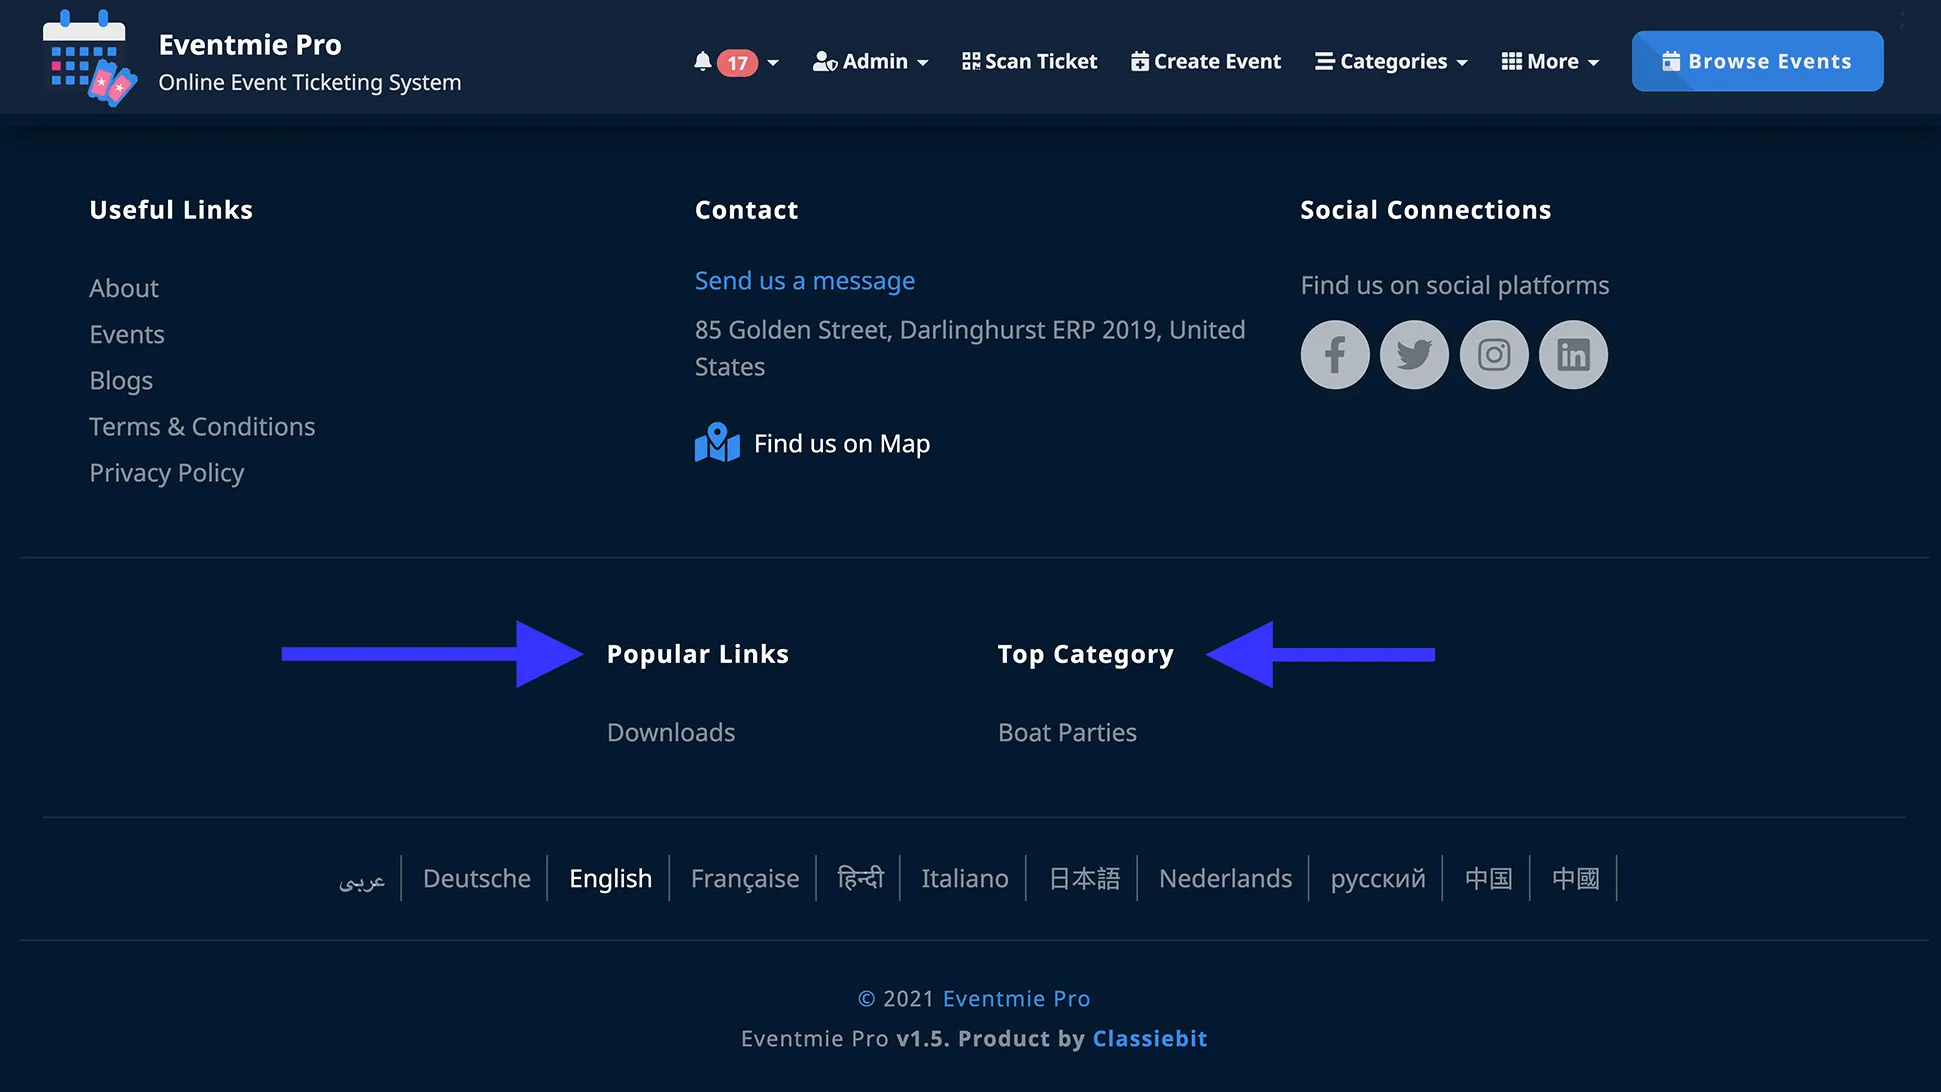 Eventmie Pro
Online Event Ticketing System
17
Admin
Scan Ticket
Create Event
Categories
More
Browse Events
Useful Links
About
Events
Blogs
Terms & Conditions
Privacy Policy
Contact
Send us a message
85 Golden Street, Darlinghurst ERP 2019, United
States
Find us on Map
Social Connections
Find us on social platforms
Popular Links
Downloads
Top Category
Boat Parties
عربى
Deutsche
English
Française
हिन्दी
Italiano
日本語
Nederlands
русский
中国
中國
© 2021 Eventmie Pro
Eventmie Pro v1.5. Product by Classiebit